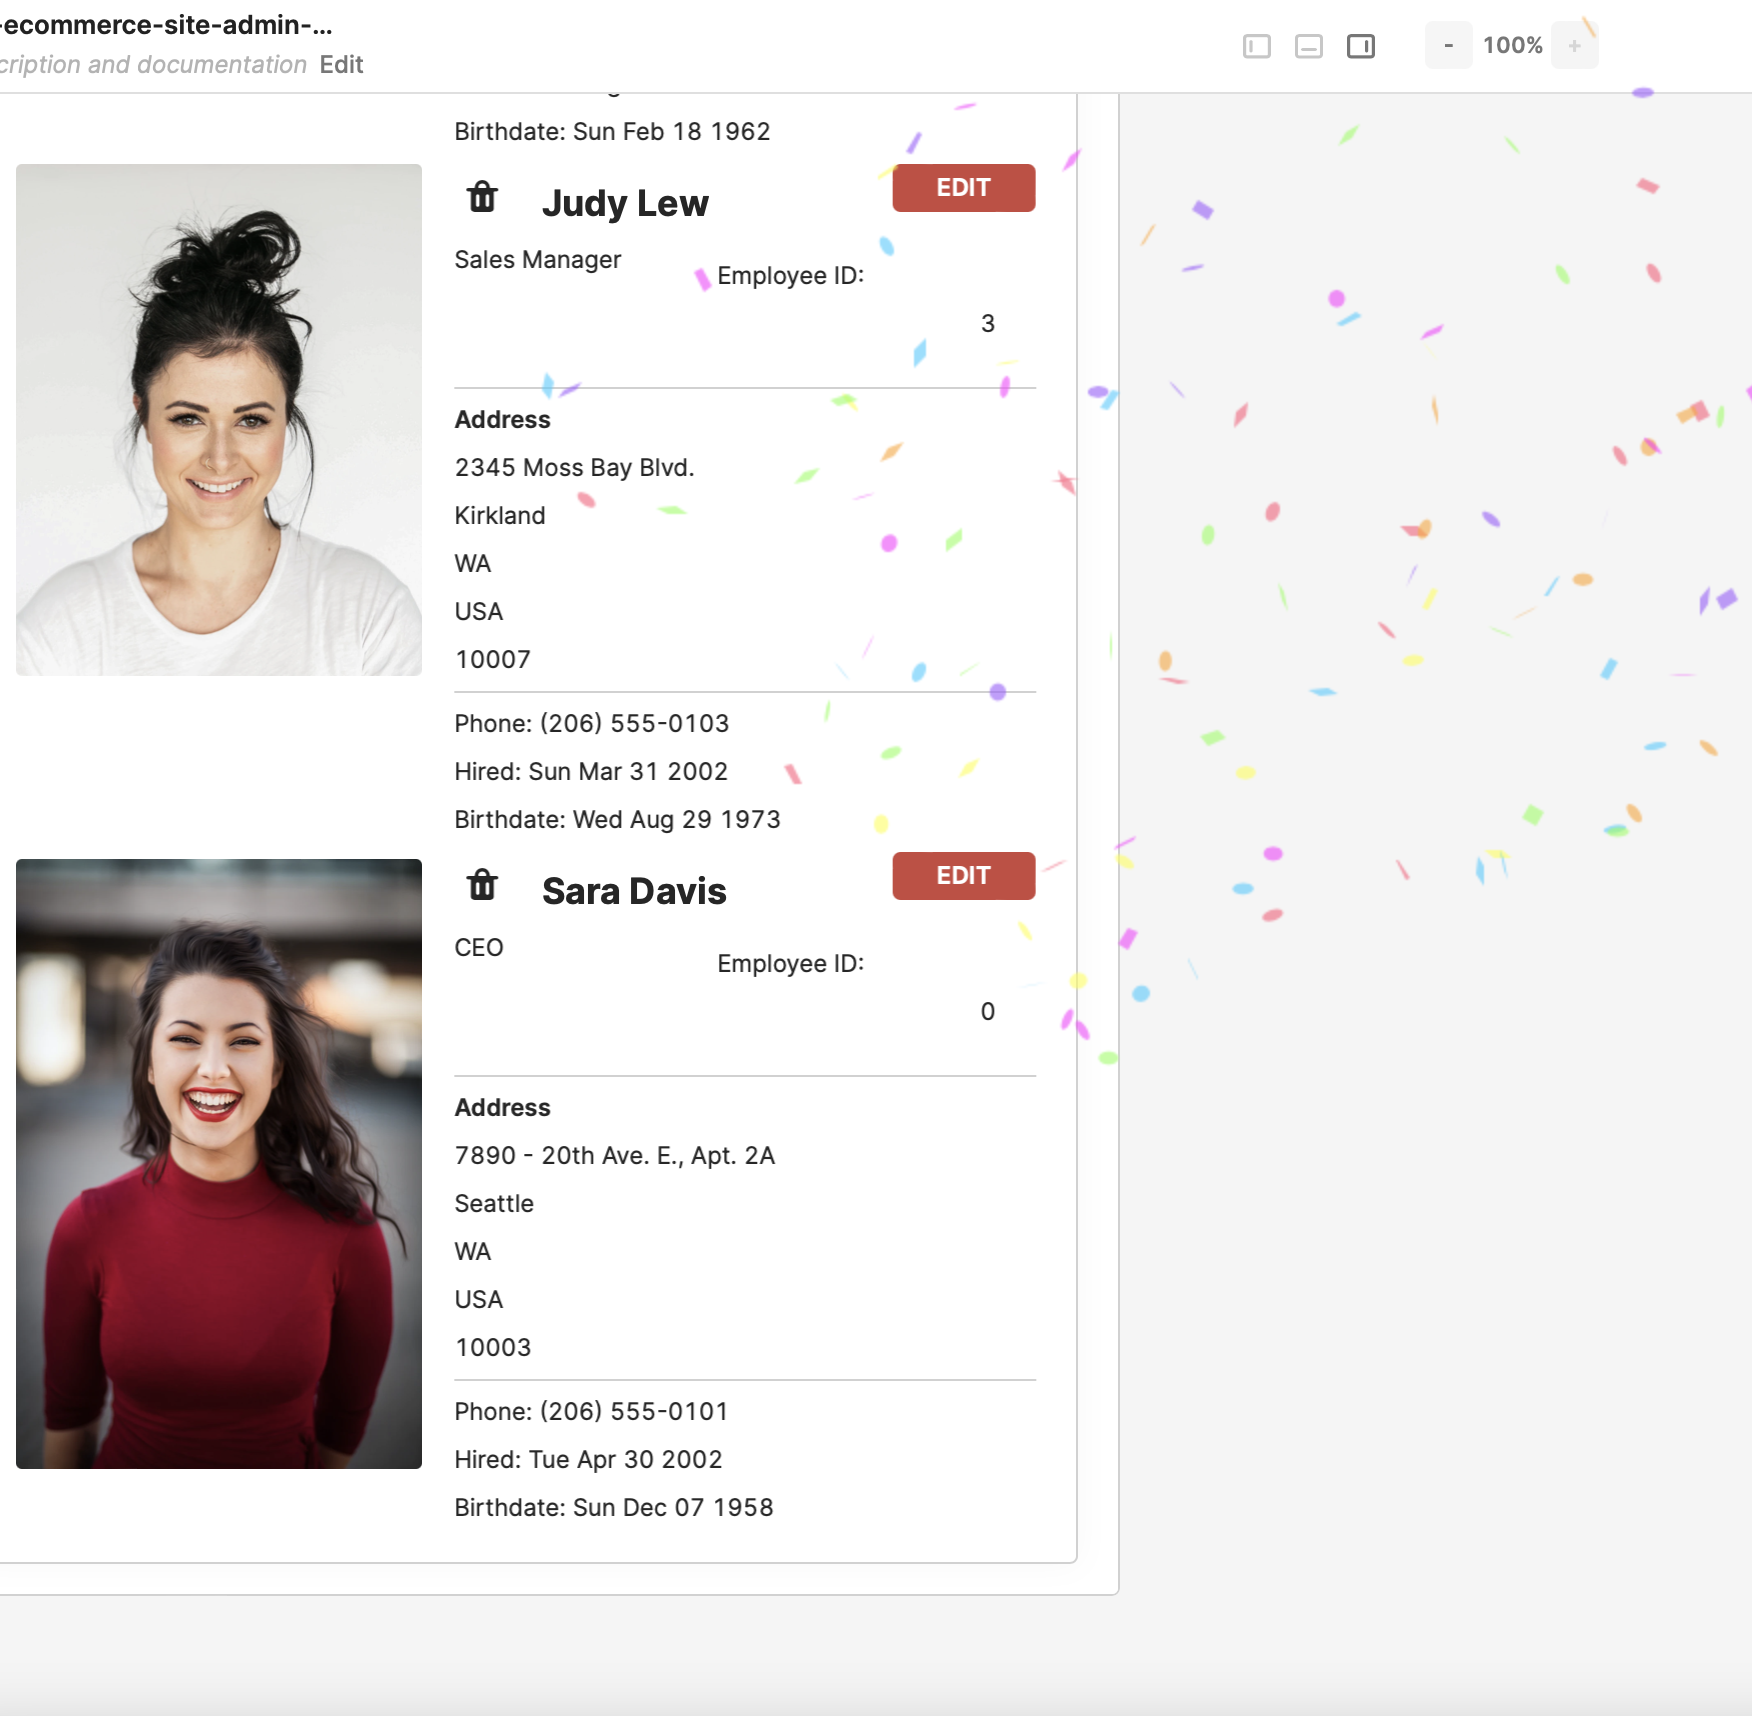 -ecommerce-site-admin-...
cription and documentation Edit
- 100% +
Birthdate: Sun Feb 18 1962
Judy Lew
EDIT
Sales Manager
Employee ID:
3
Address
2345 Moss Bay Blvd.
Kirkland
WA
USA
10007
Phone: (206) 555-0103
Hired: Sun Mar 31 2002
Birthdate: Wed Aug 29 1973
Sara Davis
EDIT
CEO
Employee ID:
0
Address
7890 - 20th Ave. E., Apt. 2A
Seattle
WA
USA
10003
Phone: (206) 555-0101
Hired: Tue Apr 30 2002
Birthdate: Sun Dec 07 1958